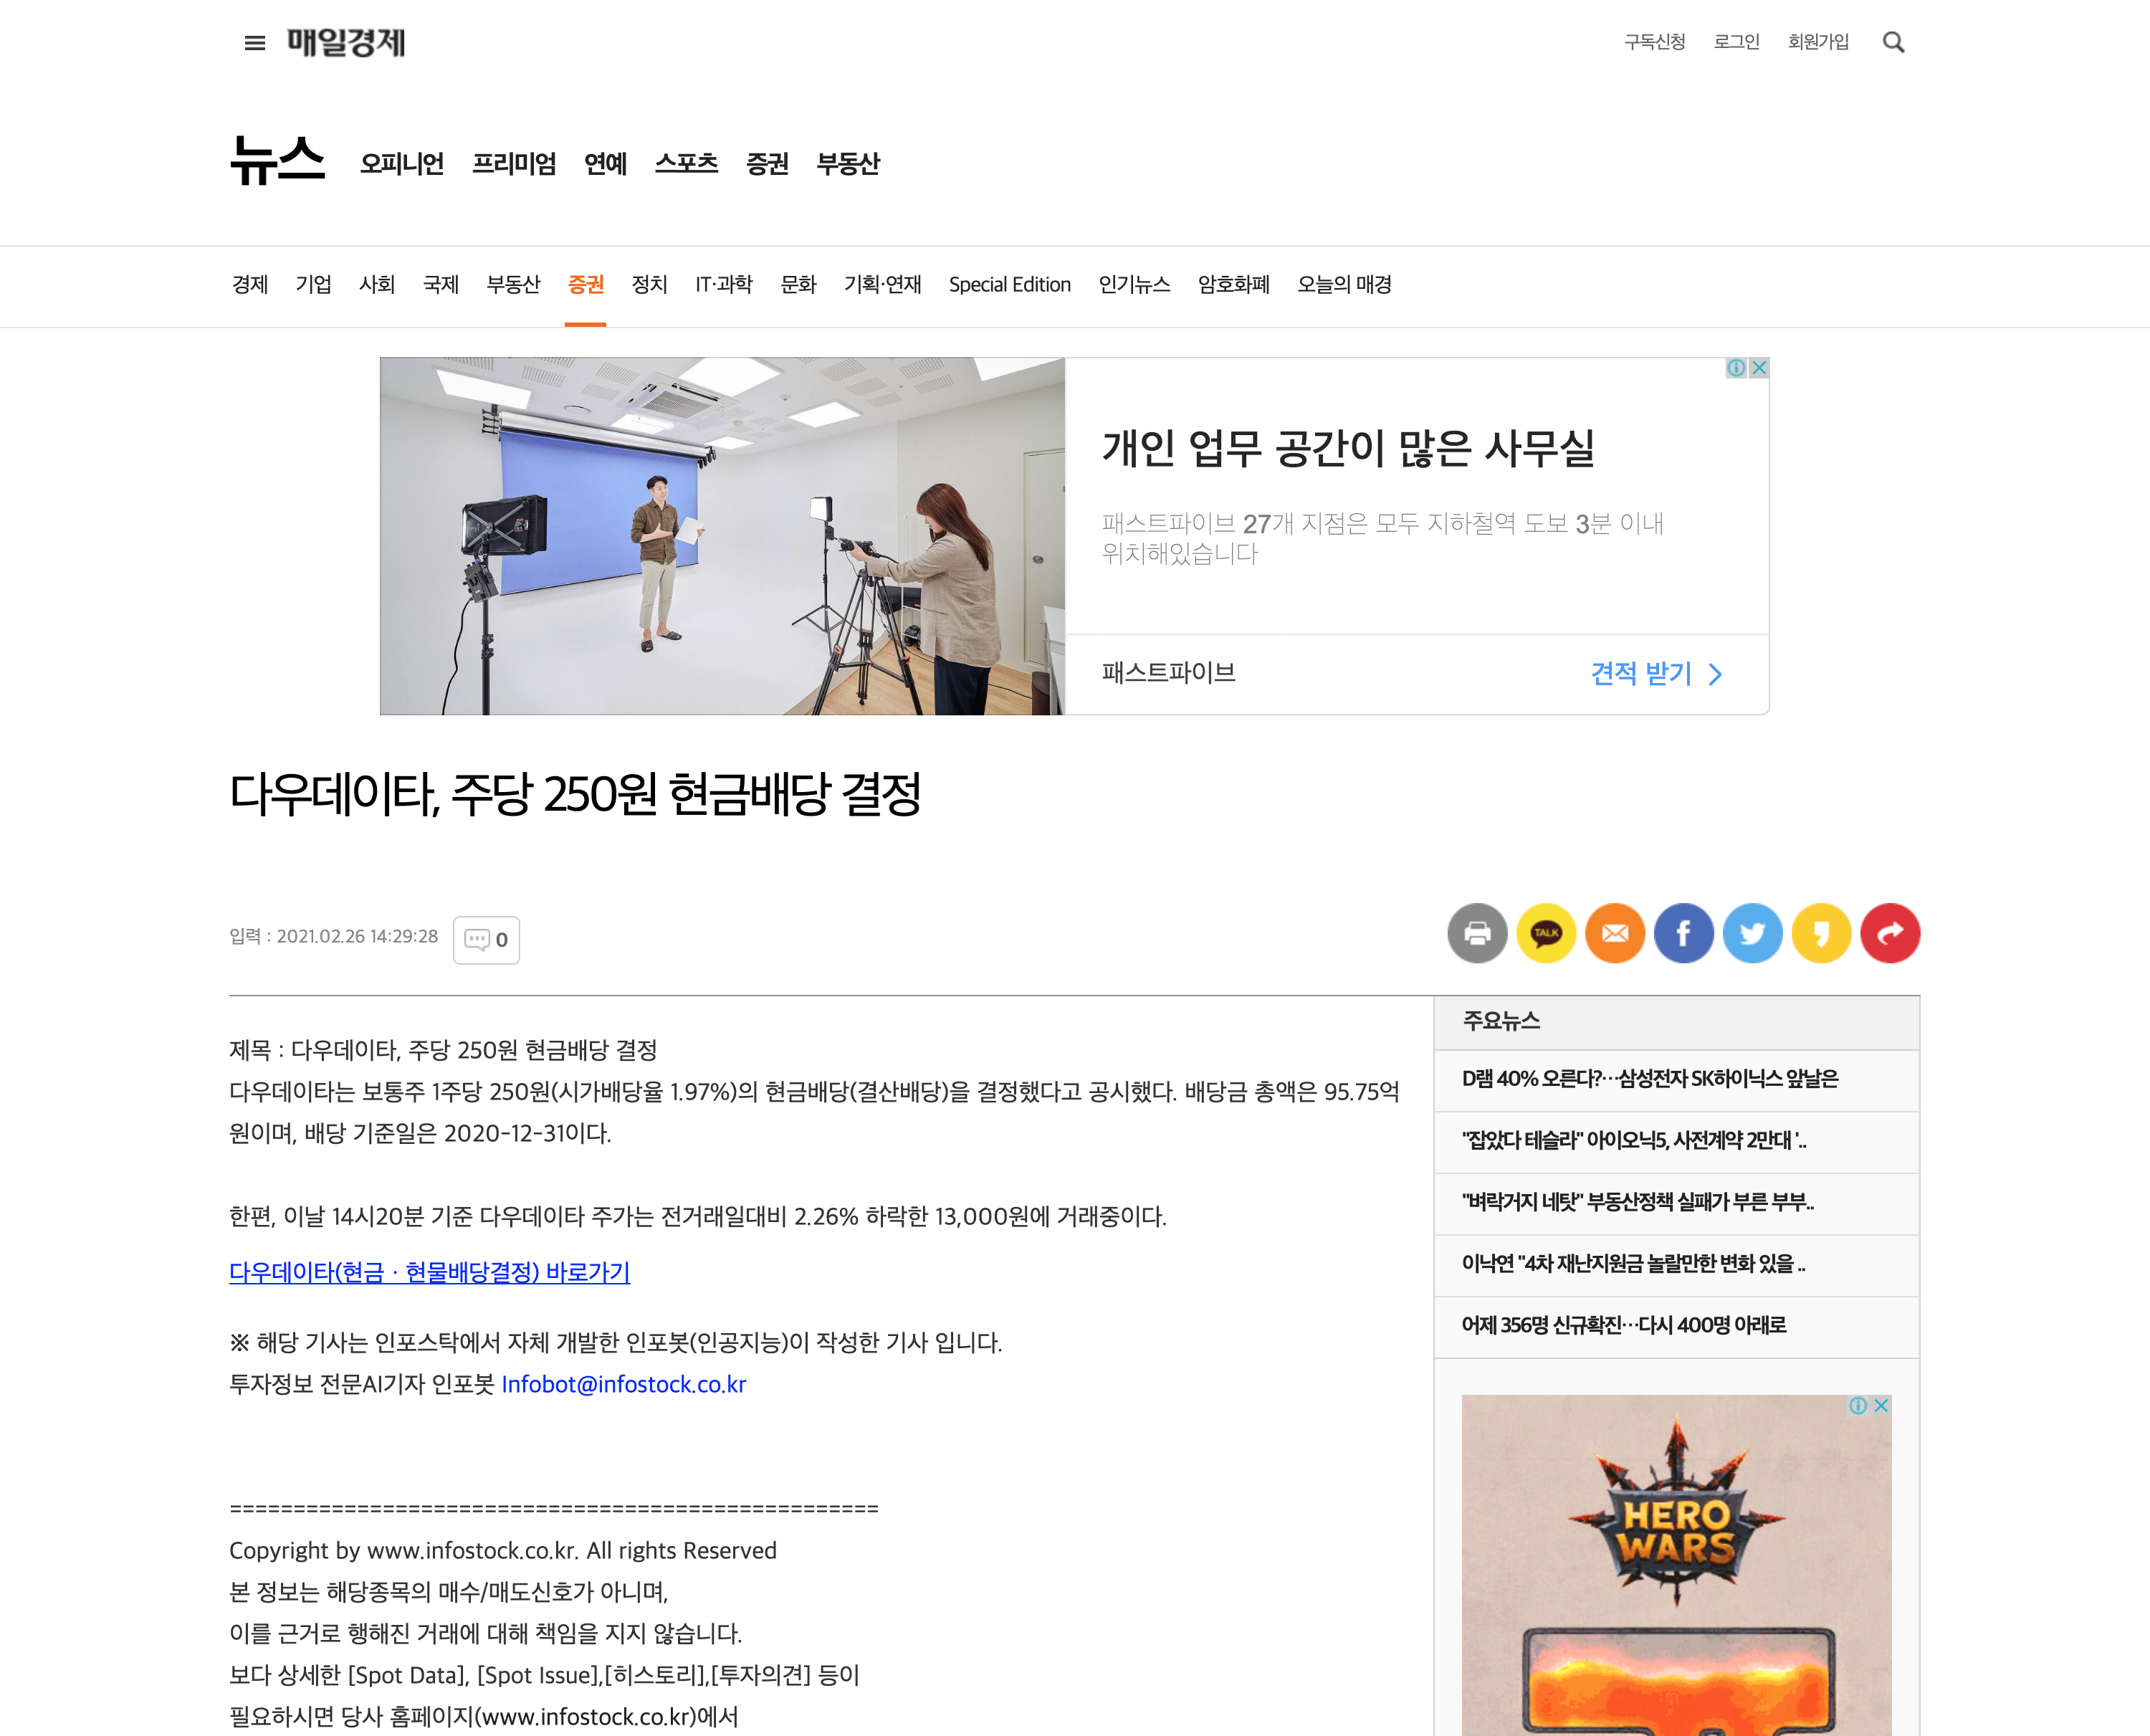 매일경제
구독신청 로그인 회원가입
뉴스 오피니언 프리미엄 연예 스포츠 증권 부동산
경제 기업 사회 국제 부동산 증권 정치 IT·과학 문화 기획·연재 Special Edition 인기뉴스 암호화폐 오늘의 매경
개인 업무 공간이 많은 사무실
패스트파이브 27개 지점은 모두 지하철역 도보 3분 이내
위치해있습니다
패스트파이브 견적 받기
다우데이타, 주당 250원 현금배당 결정
입력 : 2021.02.26 14:29:28 0
TALK
제목 : 다우데이타, 주당 250원 현금배당 결정
다우데이타는 보통주 1주당 250원(시가배당율 1.97%)의 현금배당(결산배당)을 결정했다고 공시했다. 배당금 총액은 95.75억
원이며, 배당 기준일은 2020-12-31이다.
한편, 이날 14시20분 기준 다우데이타 주가는 전거래일대비 2.26% 하락한 13,000원에 거래중이다.
다우데이타(현금ㆍ현물배당결정) 바로가기
※ 해당 기사는 인포스탁에서 자체 개발한 인포봇(인공지능)이 작성한 기사 입니다.
투자정보 전문AI기자 인포봇 Infobot@infostock.co.kr
===================================================
Copyright by www.infostock.co.kr. All rights Reserved
본 정보는 해당종목의 매수/매도신호가 아니며,
이를 근거로 행해진 거래에 대해 책임을 지지 않습니다.
보다 상세한 [Spot Data], [Spot Issue],[히스토리],[투자의견] 등이
필요하시면 당사 홈페이지(www.infostock.co.kr)에서
주요뉴스
D램 40% 오른다?…삼성전자 SK하이닉스 앞날은
"잡았다 테슬라" 아이오닉5, 사전계약 2만대 '..
"벼락거지 네탓" 부동산정책 실패가 부른 부부..
이낙연 "4차 재난지원금 놀랄만한 변화 있을 ..
어제 356명 신규확진…다시 400명 아래로
HERO
WARS